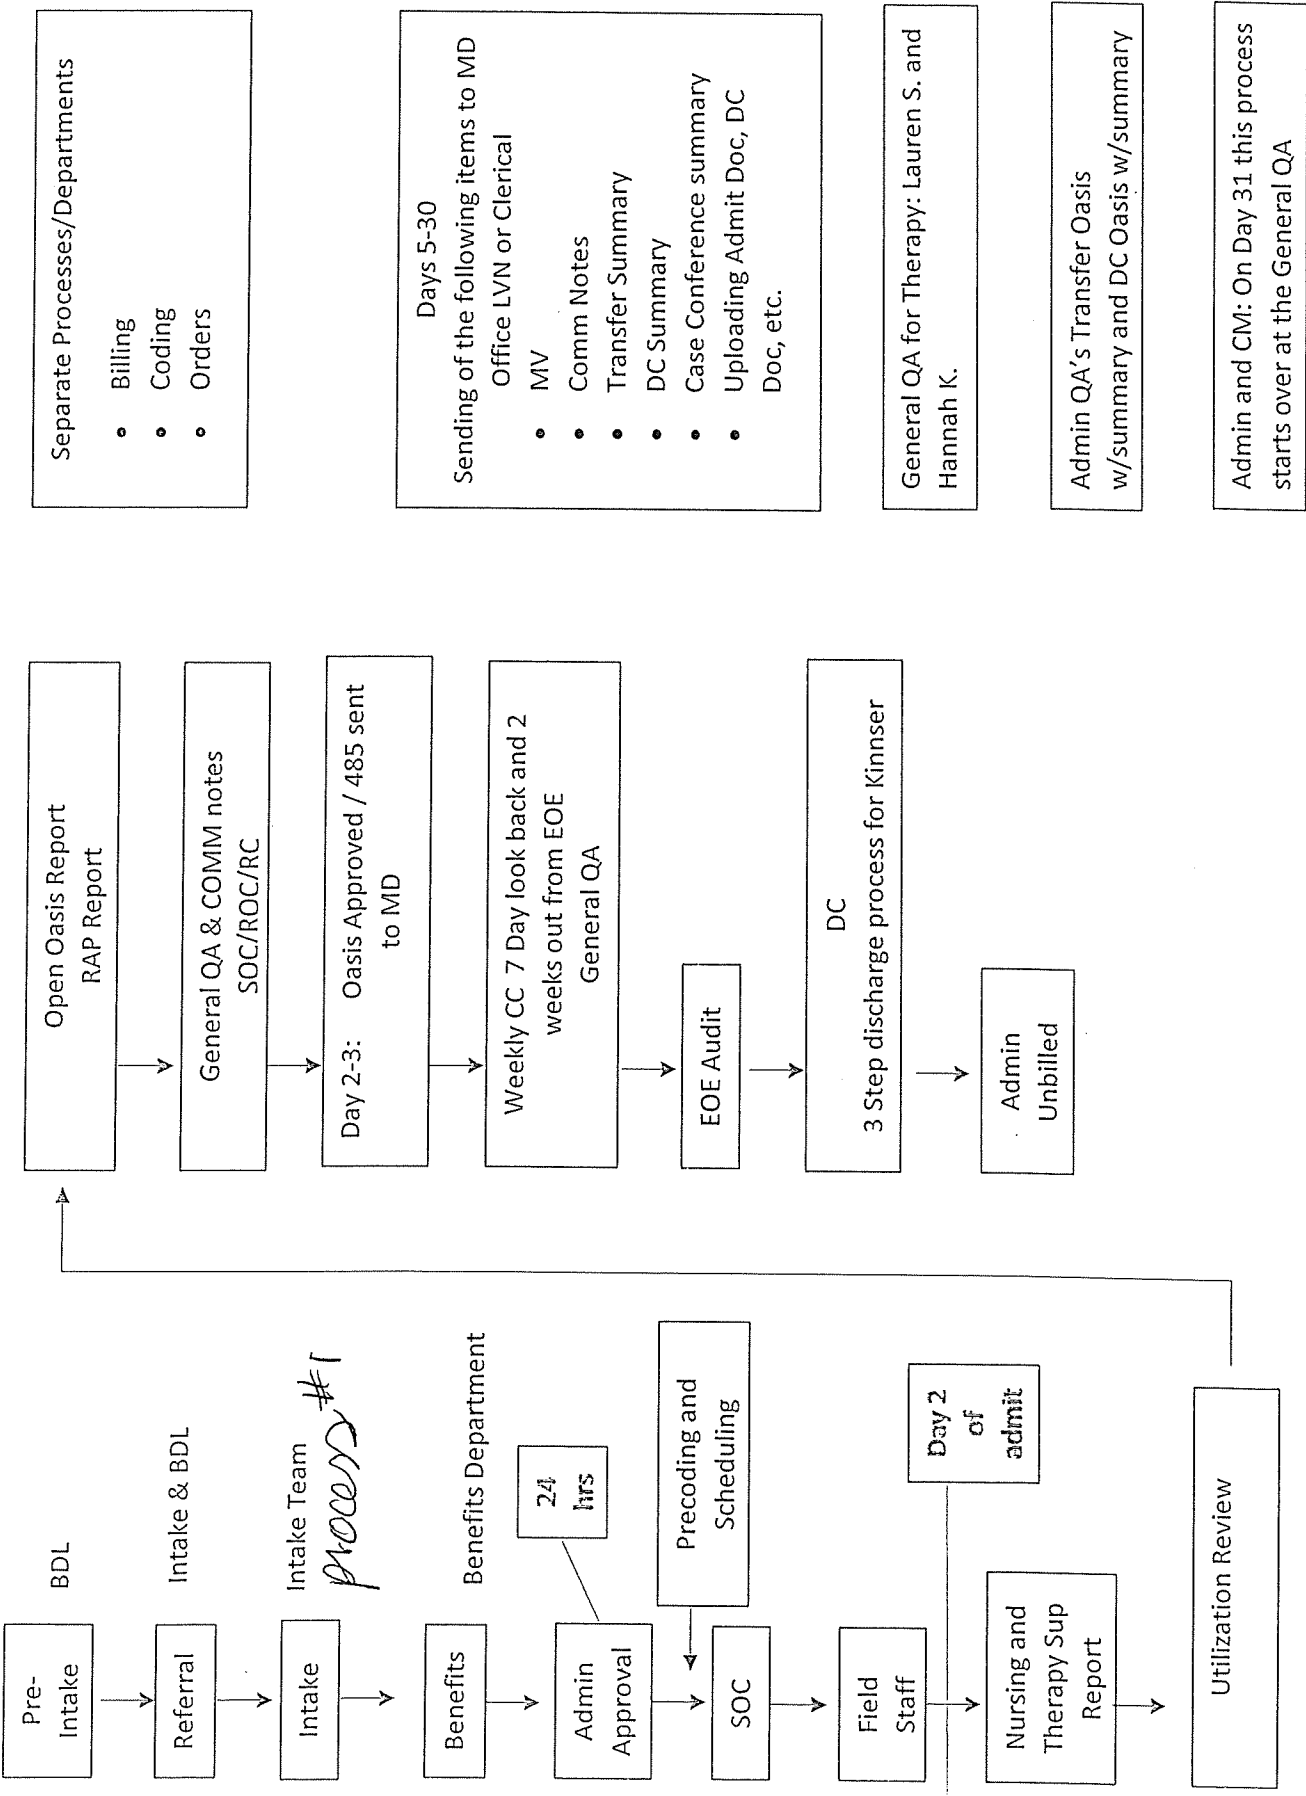 Pre-
Intake
BDL
Referral
Intake & BDL
Intake
Intake Team
process #1
Benefits
Benefits Department
Admin
Approval
24
hrs
Precoding and
Scheduling
SOC
Field
Staff
Day 2
of
admit
Nursing and
Therapy Sup
Report
Utilization Review
Open Oasis Report
RAP Report
General QA & COMM notes
SOC/ROC/RC
Day 2-3: Oasis Approved / 485 sent
to MD
Weekly CC 7 Day look back and 2
weeks out from EOE
General QA
EOE Audit
DC
3 Step discharge process for Kinnser
Admin
Unbilled
Separate Processes/Departments
• Billing
• Coding
• Orders
Days 5-30
Sending of the following items to MD
Office LVN or Clerical
• MV
• Comm Notes
• Transfer Summary
• DC Summary
• Case Conference summary
• Uploading Admit Doc, DC
Doc, etc.
General QA for Therapy: Lauren S. and
Hannah K.
Admin QA's Transfer Oasis
w/summary and DC Oasis w/summary
Admin and CM: On Day 31 this process
starts over at the General QA